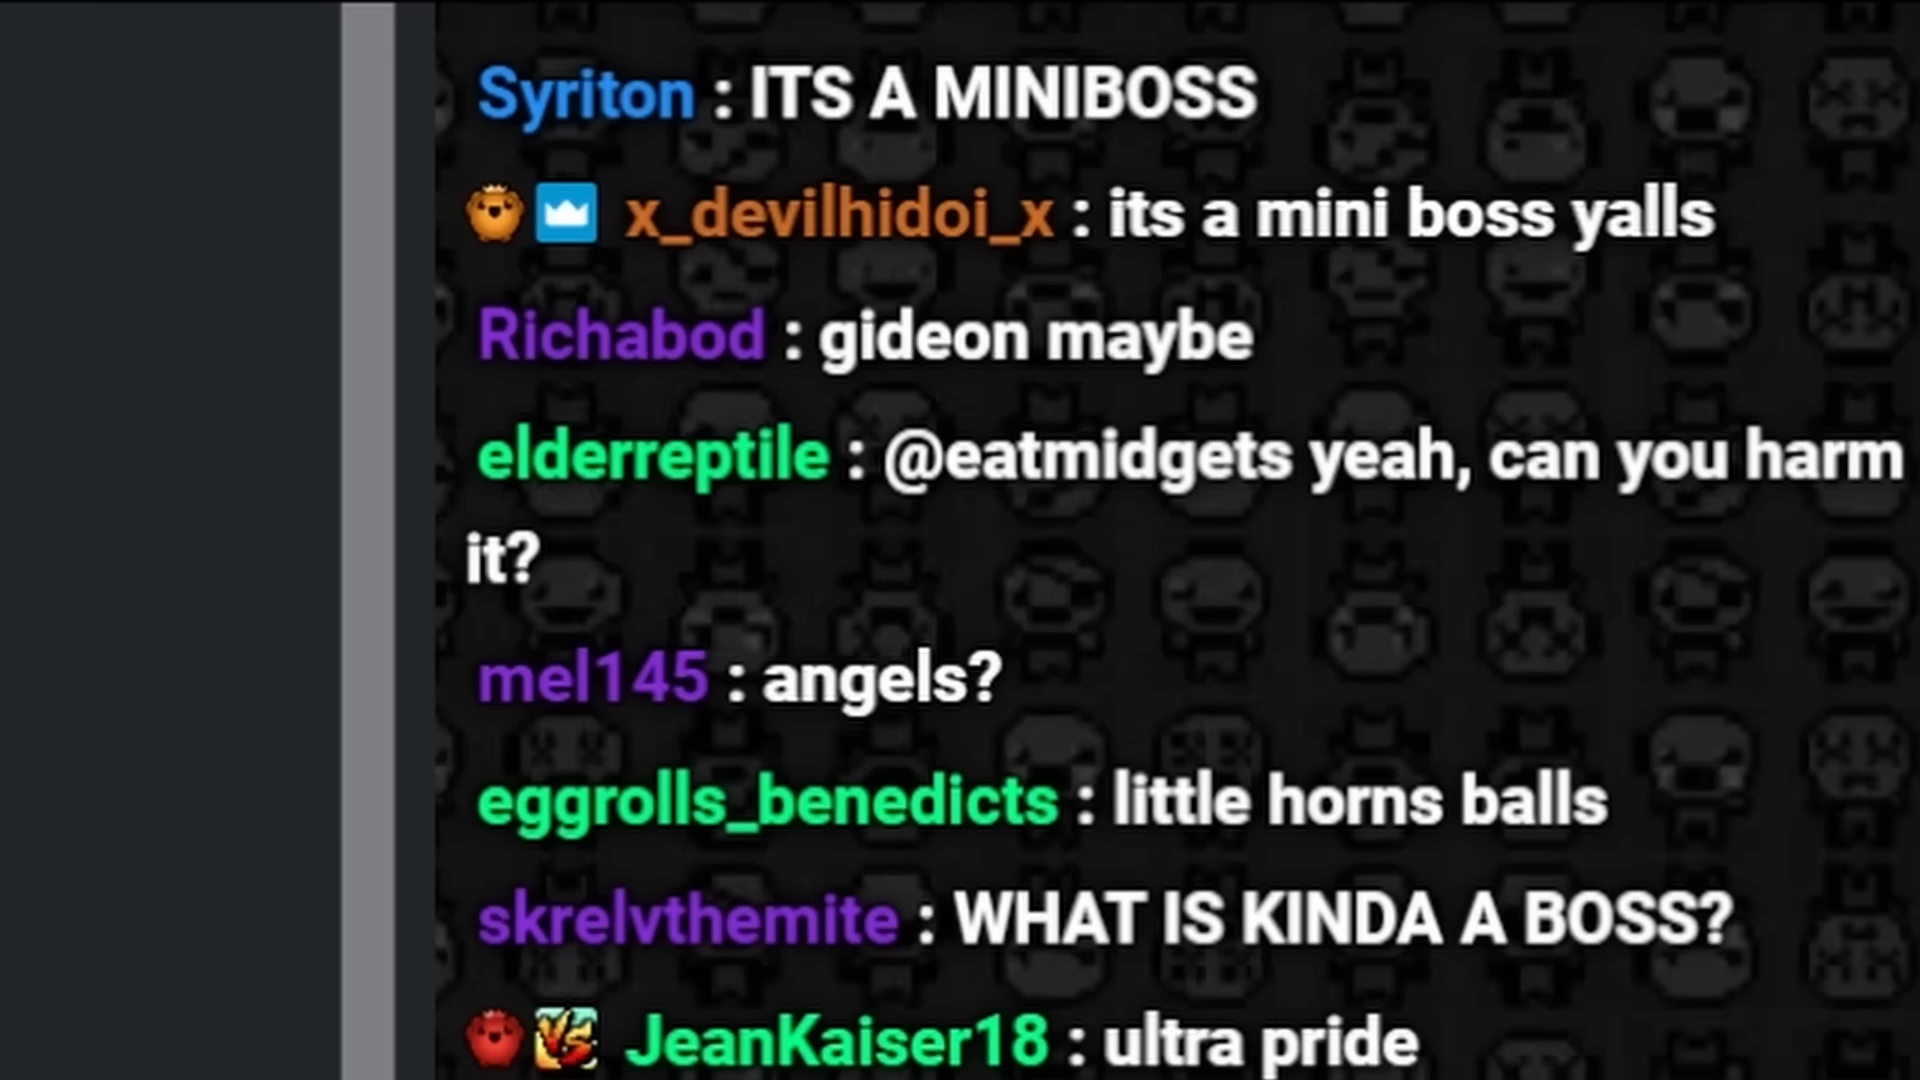 Syriton : ITS A MINIBOSS
x_devilhidoi_x : its a mini boss yalls
Richabod : gideon maybe
elderreptile : @eatmidgets yeah, can you harm
it?
mel145 : angels?
eggrolls_benedicts : little horns balls
skrelvthemite : WHAT IS KINDA A BOSS?
VS JeanKaiser18 : ultra pride